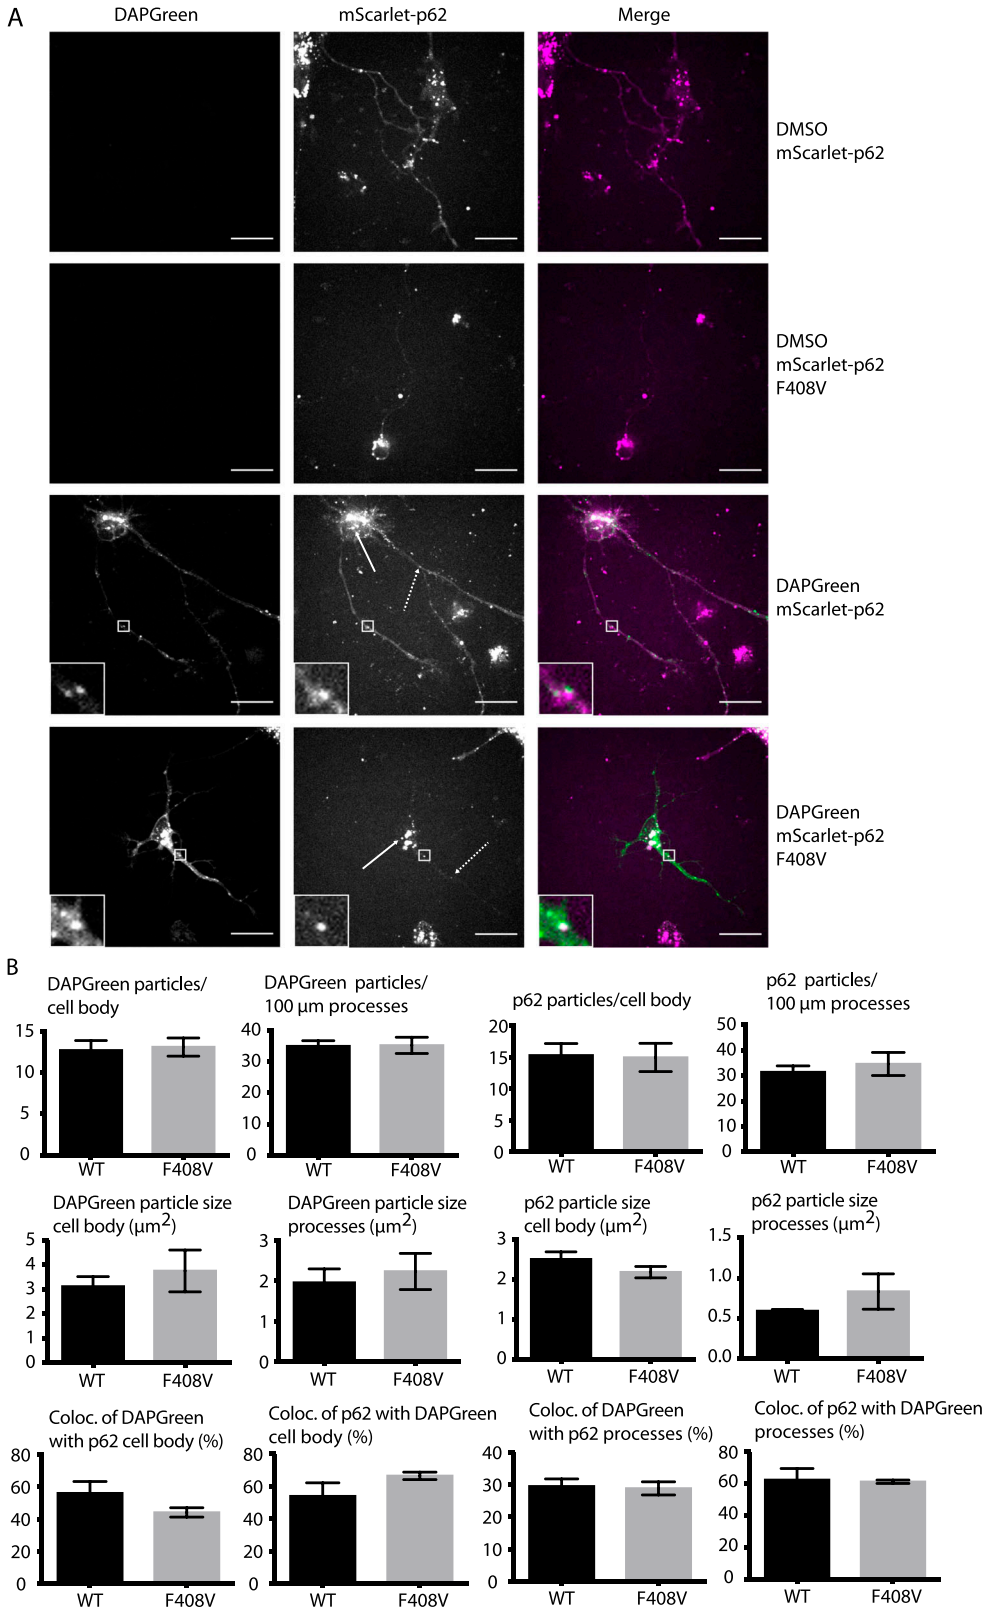 A
DAPGreen
mScarlet-p62
Merge
DMSO
mScarlet-p62
DMSO
mScarlet-p62
F408V
DAPGreen
mScarlet-p62
DAPGreen
mScarlet-p62
F408V
B
DAPGreen particles/
cell body
15
10
5
0
WT
F408V
DAPGreen particles/
100 µm processes
40
30
20
10
0
WT
F408V
p62 particles/cell body
20
15
10
5
0
WT
F408V
p62 particles/
100 µm processes
50
40
30
20
10
0
WT
F408V
DAPGreen particle size
cell body (µm2)
5
4
3
2
1
0
WT
F408V
DAPGreen particle size
processes (µm2)
3
2
1
0
WT
F408V
p62 particle size
cell body (µm2)
3
2
1
0
WT
F408V
p62 particle size
processes (µm2)
1.5
1.0
0.5
0.0
WT
F408V
Coloc. of DAPGreen
with p62 cell body (%)
80
60
40
20
0
WT
F408V
Coloc. of p62 with DAPGreen
cell body (%)
80
60
40
20
0
WT
F408V
Coloc. of DAPGreen
with p62 processes (%)
40
30
20
10
0
WT
F408V
Coloc. of p62 with DAPGreen
processes (%)
80
60
40
20
0
WT
F408V